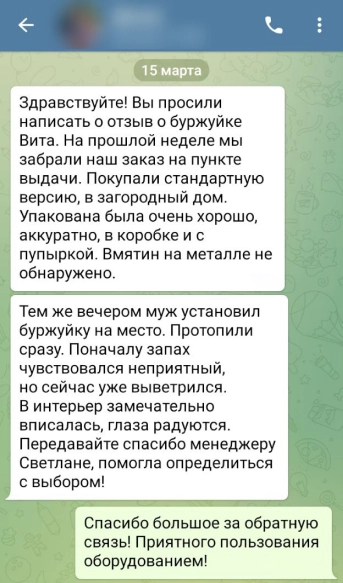 15 марта
Здравствуйте! Вы просили
написать о отзыв о буржуйке
Вита. На прошлой неделе мы
забрали наш заказ на пункте
выдачи. Покупали стандартную
версию, в загородный дом.
Упакована была очень хорошо,
аккуратно, в коробке и с
пупыркой. Вмятин на металле не
обнаружено.
Тем же вечером муж установил
буржуйку на место. Протопили
сразу. Поначалу запах
чувствовался неприятный,
но сейчас уже выветрился.
В интерьер замечательно
вписалась, глаза радуются.
Передавайте спасибо менеджеру
Светлане, помогла определиться
с выбором!
Спасибо большое за обратную
связь! Приятного пользования
оборудованием!